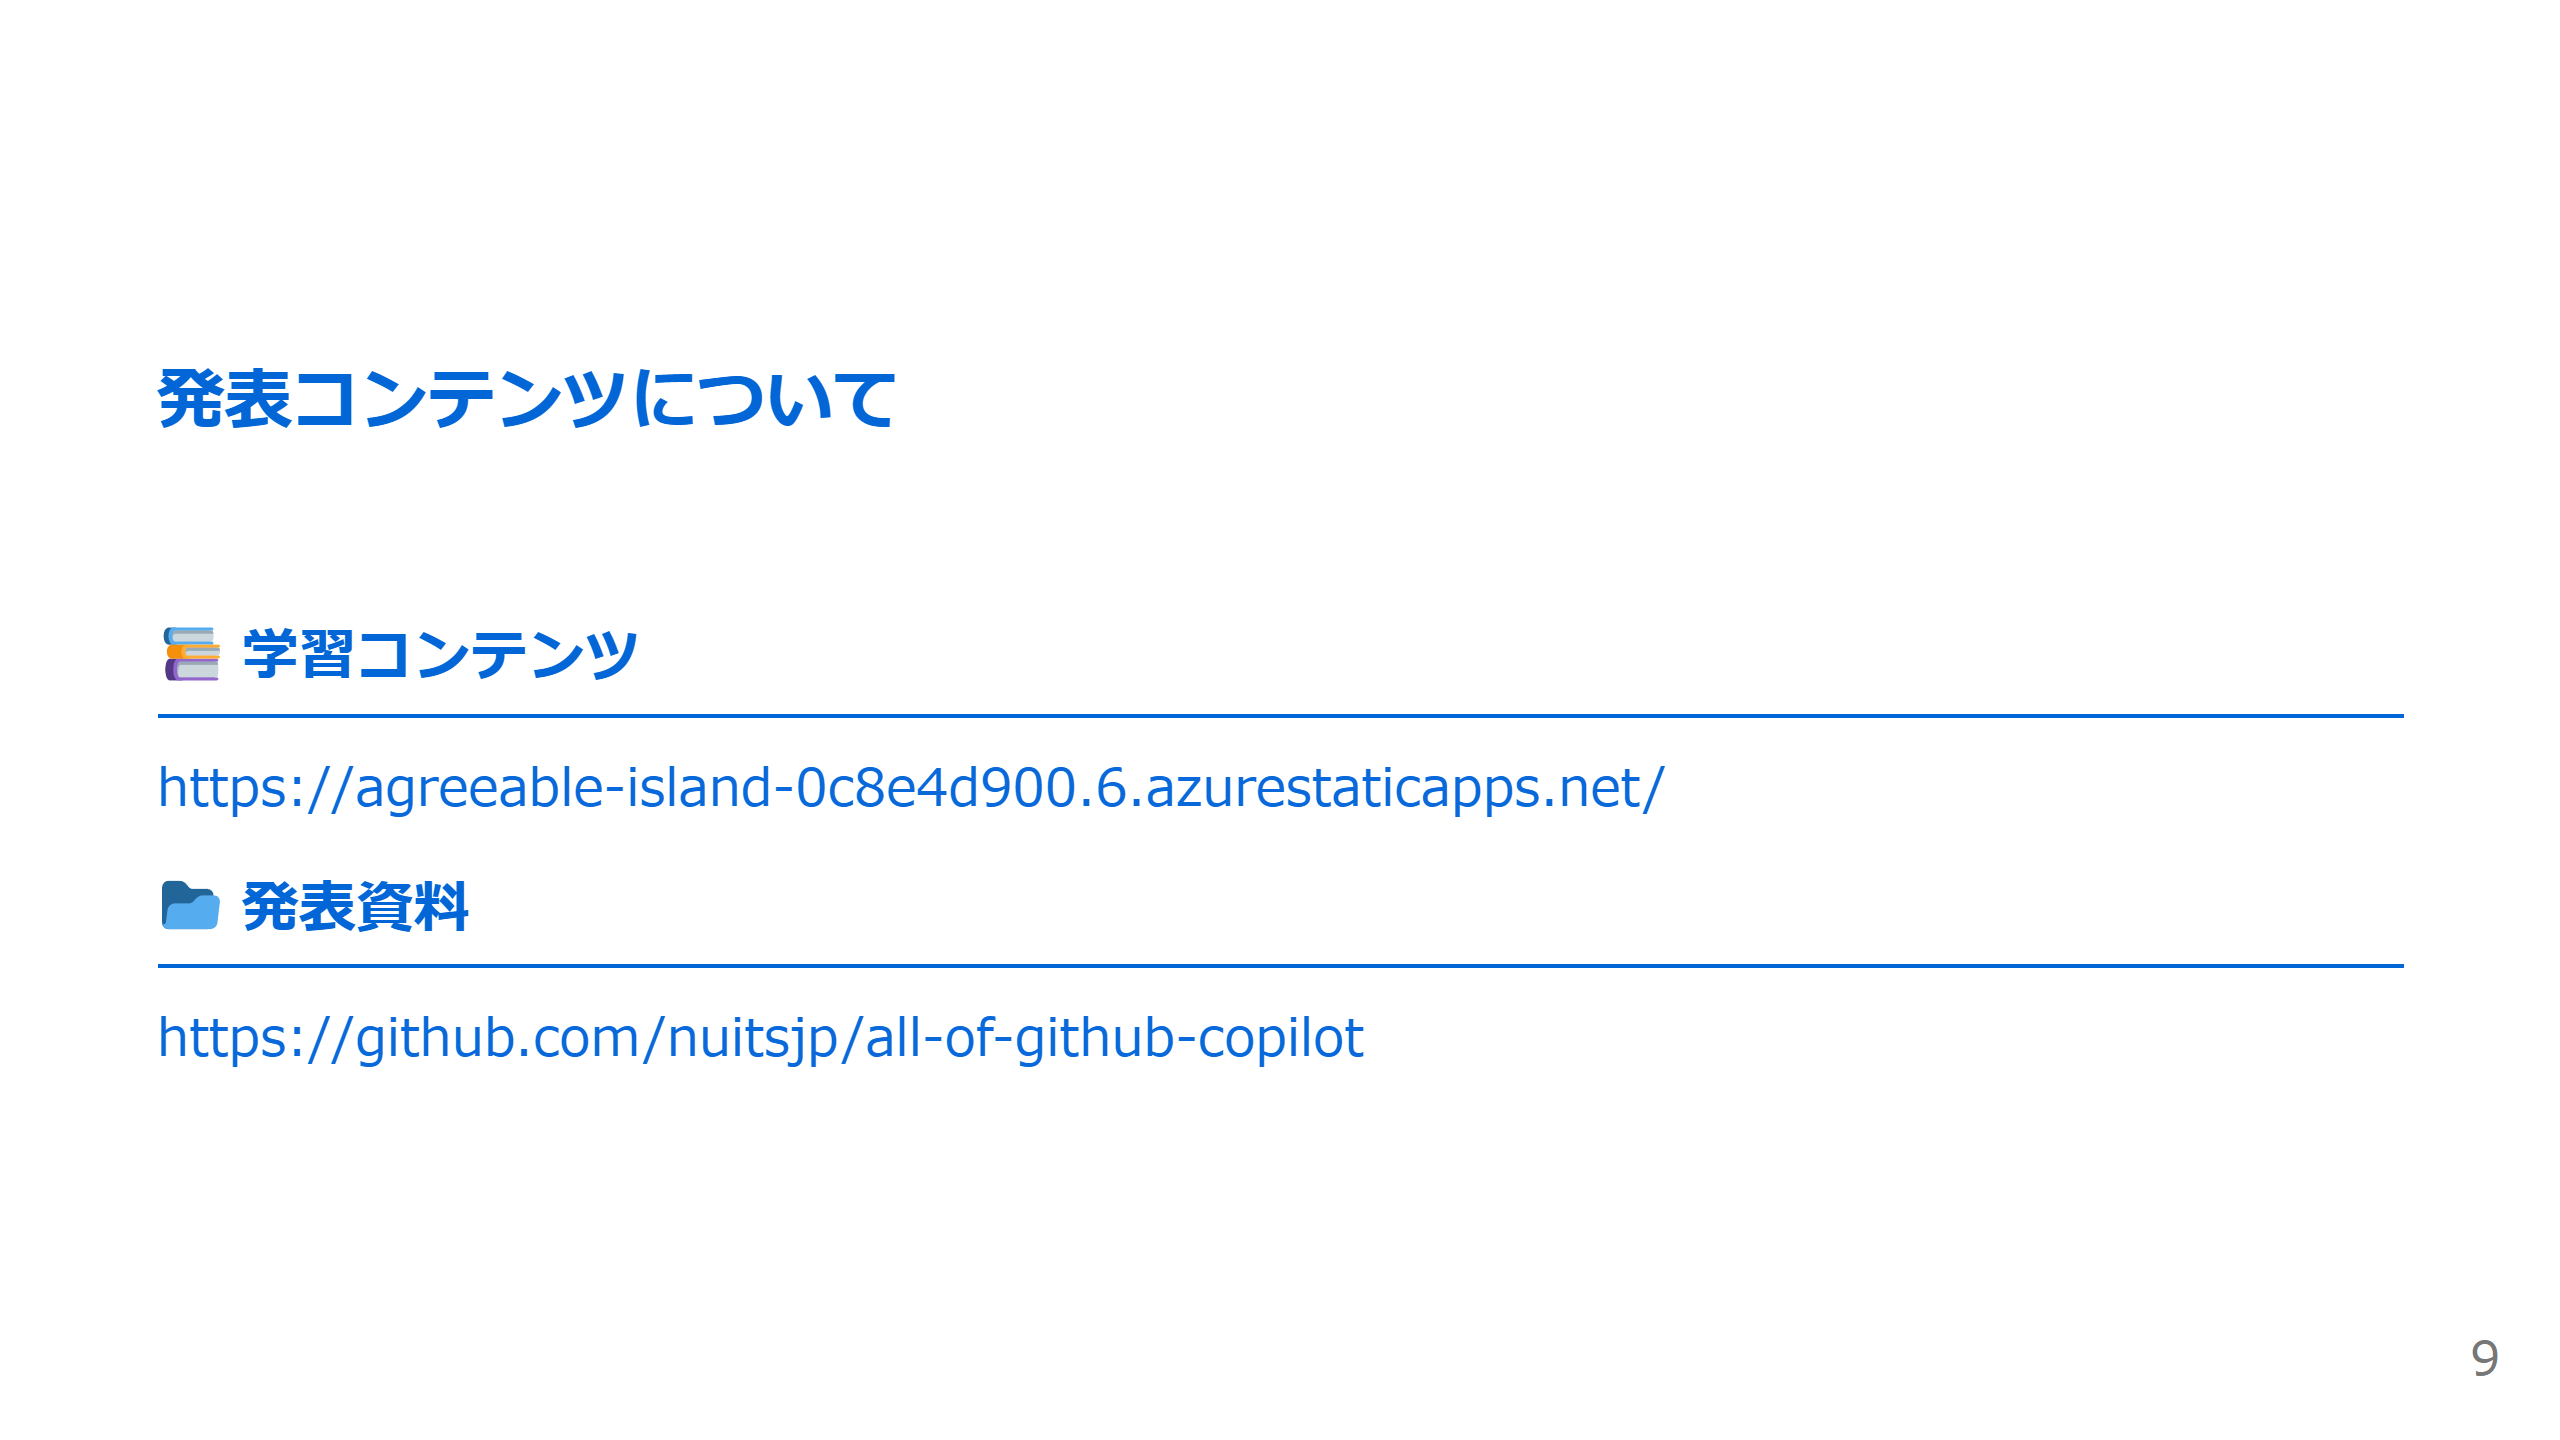 発表コンテンツについて
📚 学習コンテンツ
https://agreeable-island-0c8e4d900.6.azurestaticapps.net/
📂 発表資料
https://github.com/nuitsjp/all-of-github-copilot
9